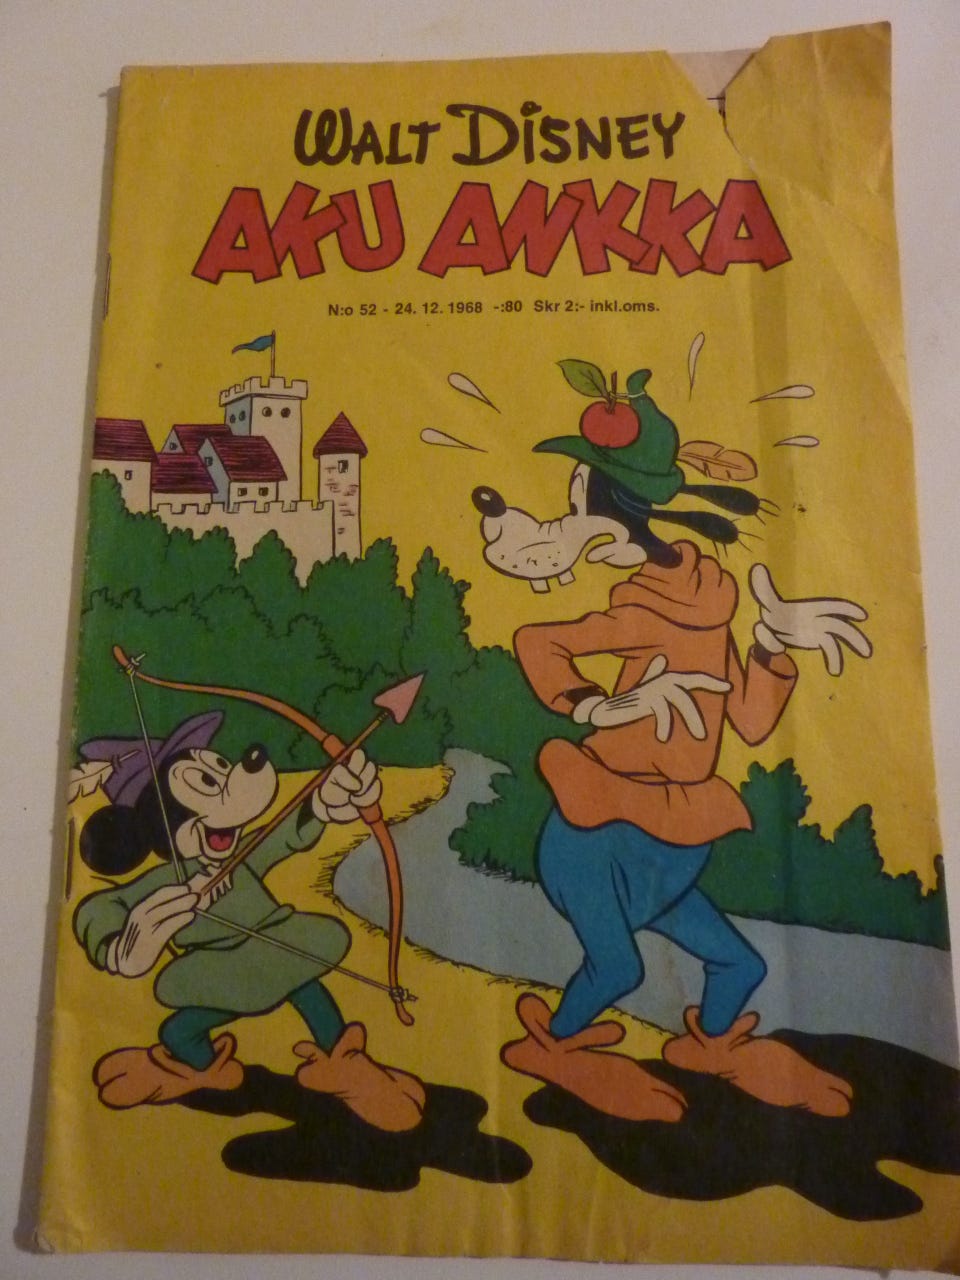 WALT DISNEY
AKU ANKKA
N:o 52 - 24. 12. 1968 -:80 Skr 2:- inkl.oms.